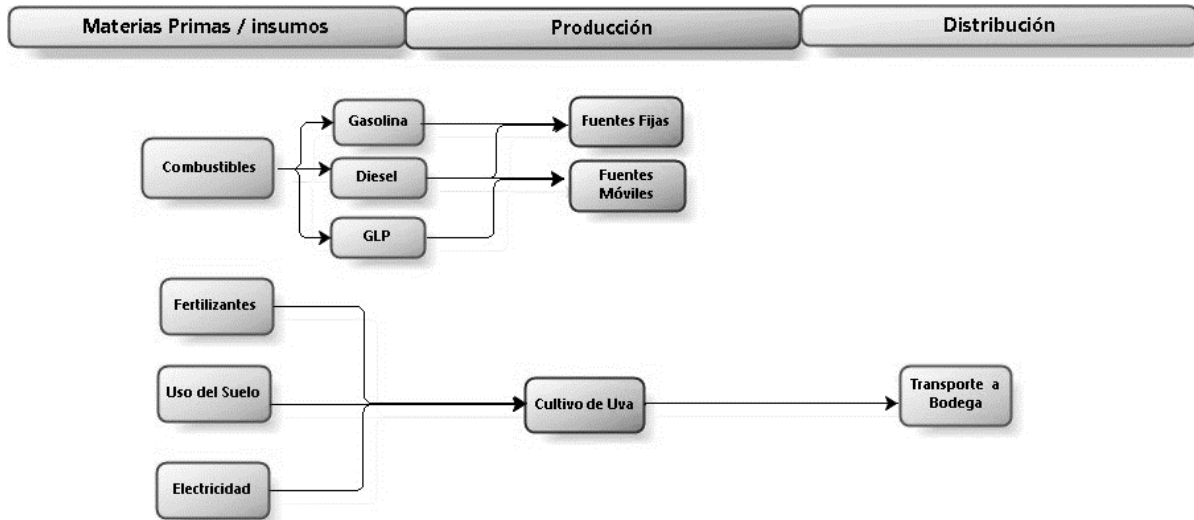 Materias Primas / insumos
Producción
Distribución
Combustibles
Gasolina
Diesel
GLP
Fuentes Fijas
Fuentes
Móviles
Fertilizantes
Uso del Suelo
Electricidad
Cultivo de Uva
Transporte a
Bodega